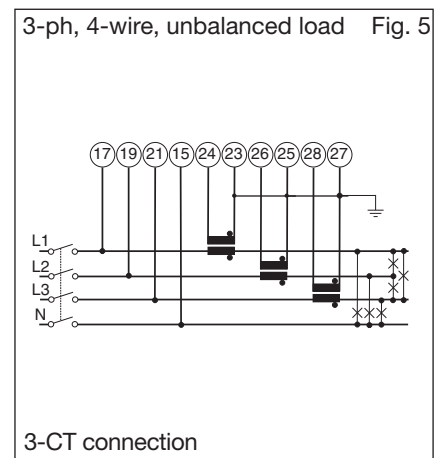 3-ph, 4-wire, unbalanced load Fig. 5
17 19 21 15 24 23 26 25 28 27
L1
L2
L3
N
3-CT connection